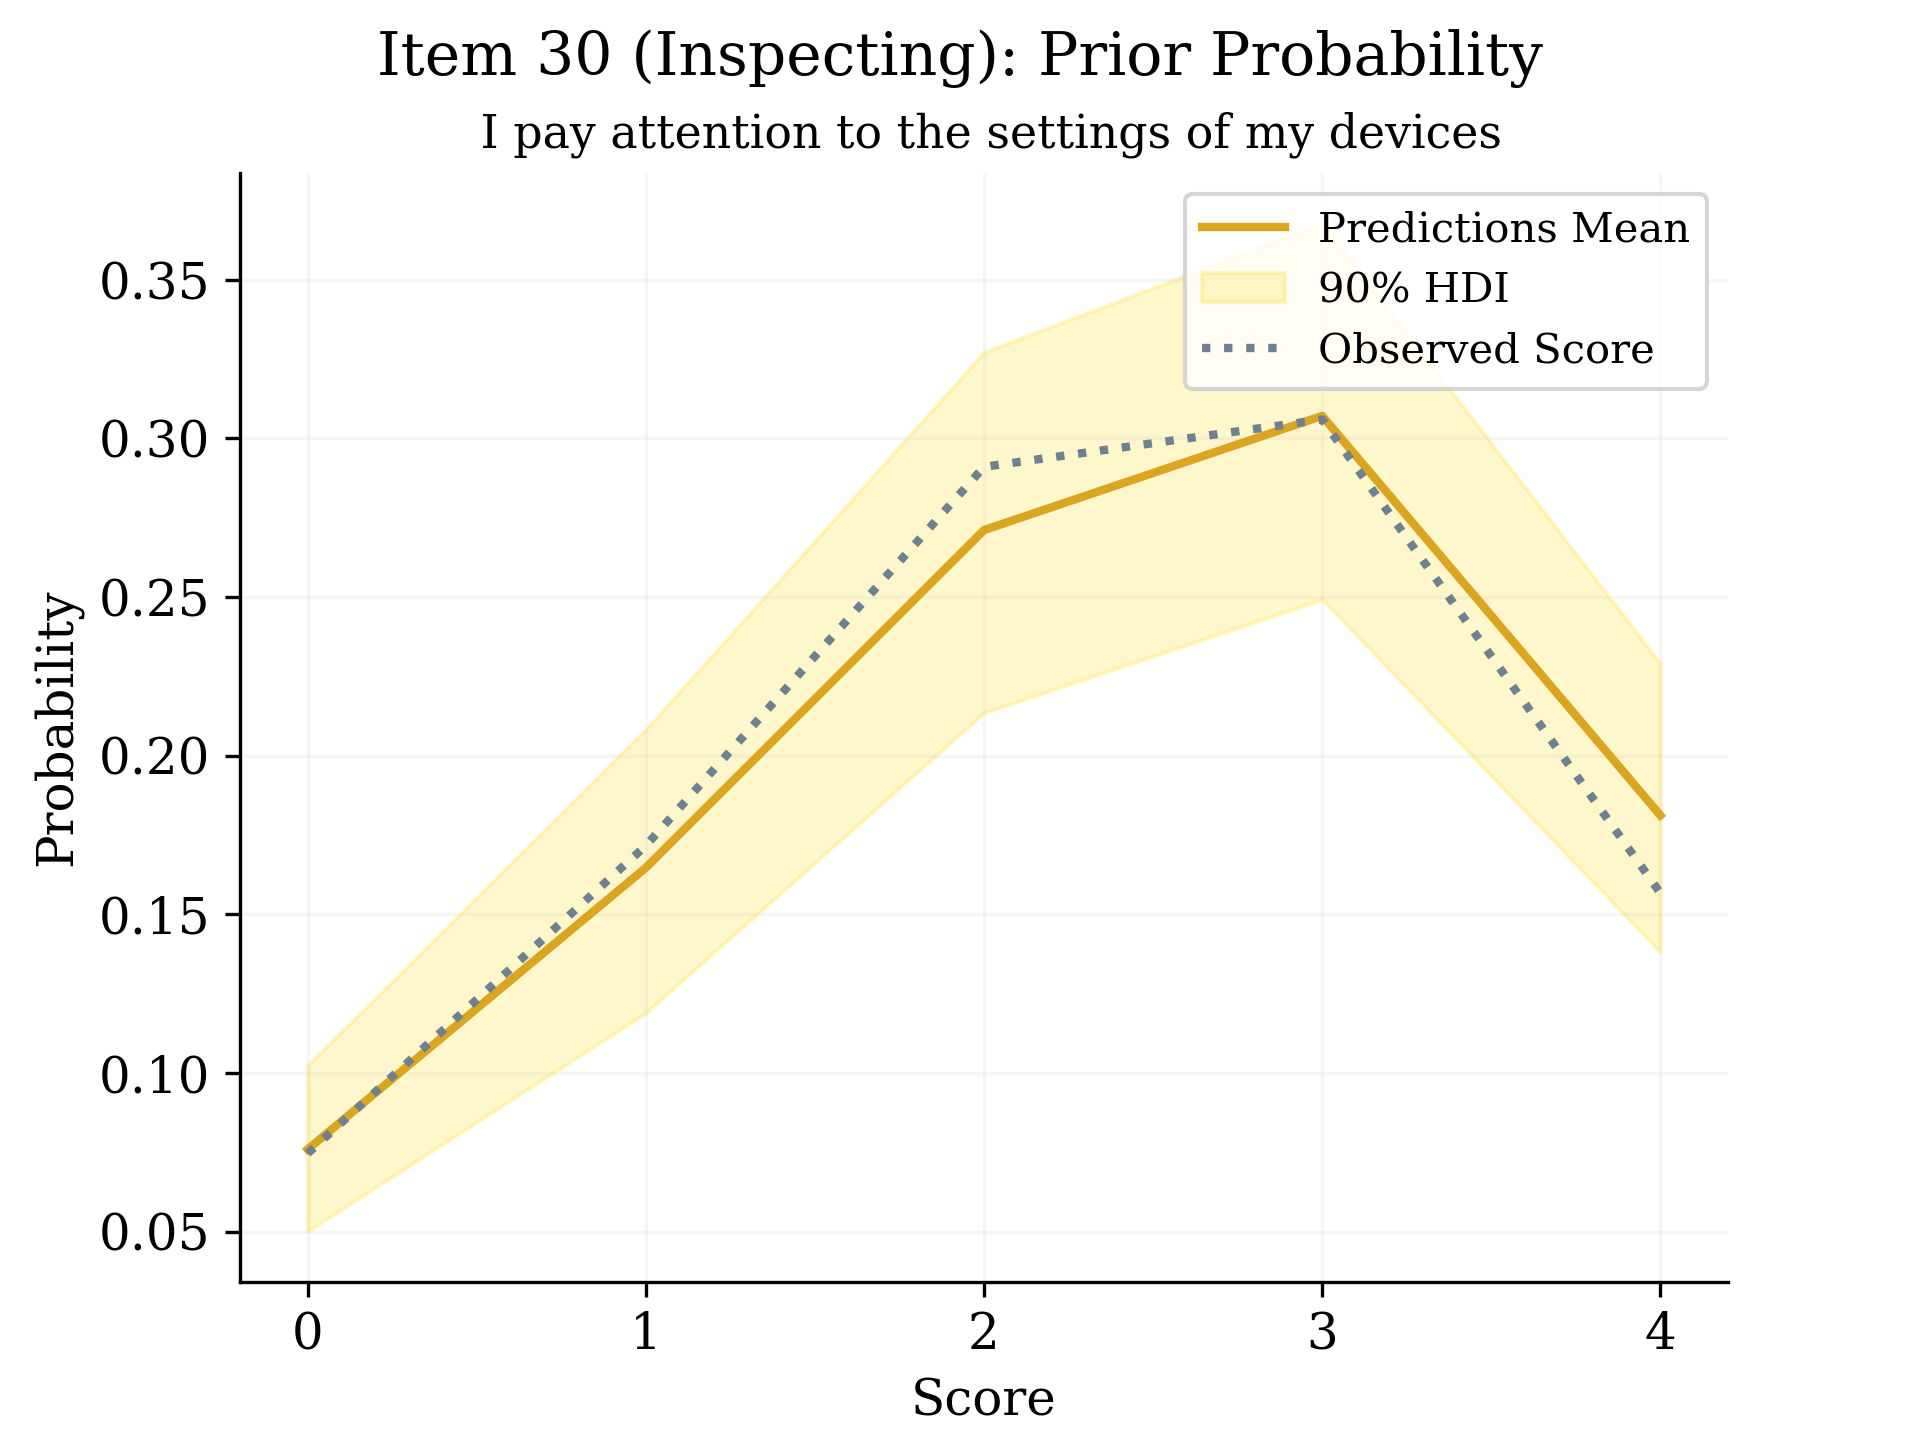 Item 30 (Inspecting): Prior Probability
I pay attention to the settings of my devices
Predictions Mean
90% HDI
Observed Score
Probability
0.35
0.30
0.25
0.20
0.15
0.10
0.05
0 1 2 3 4
Score